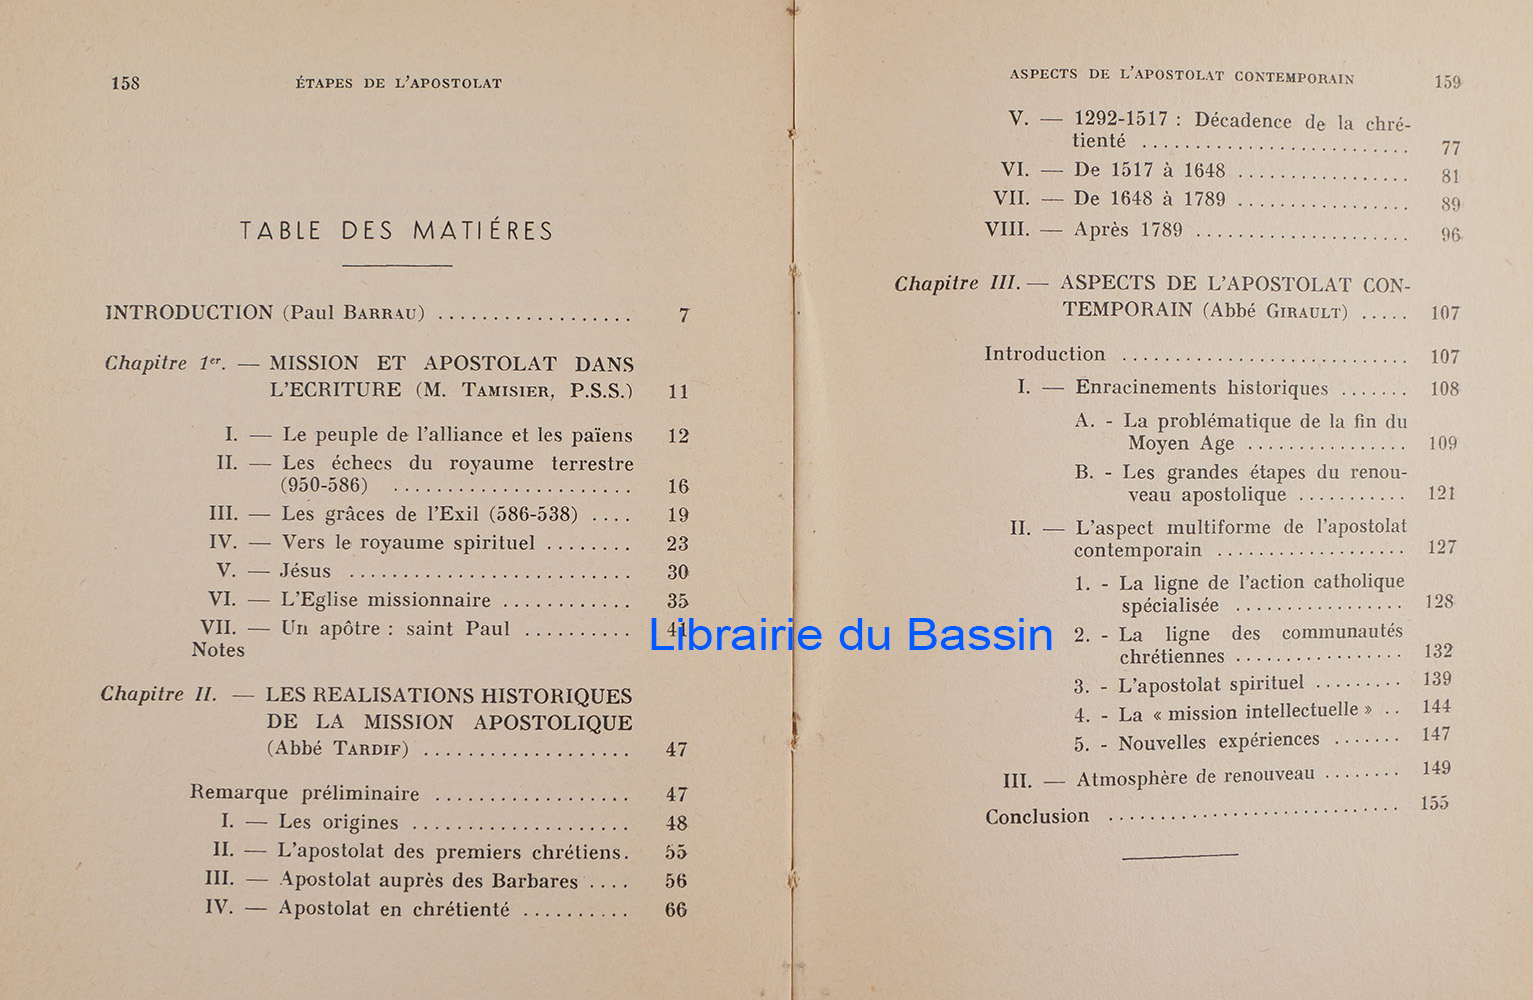 158 ÉTAPES DE L'APOSTOLAT
TABLE DES MATIÉRES
INTRODUCTION (Paul BARRAU) .................. 7
Chapitre 1er. — MISSION ET APOSTOLAT DANS
L'ECRITURE (M. TAMISIER, P.S.S.) 11
I. — Le peuple de l'alliance et les païens 12
II. — Les échecs du royaume terrestre
(950-586) ...................... 16
III. — Les grâces de l'Exil (586-538) .... 19
IV. — Vers le royaume spirituel ........ 23
V. — Jésus .......................... 30
VI. — L'Eglise missionnaire ............ 35
VII. — Un apôtre : saint Paul .......... 41
Notes
Chapitre II. — LES REALISATIONS HISTORIQUES
DE LA MISSION APOSTOLIQUE
(Abbé TARDIF) ................... 47
Remarque préliminaire .................. 47
I. — Les origines .................... 48
II. — L'apostolat des premiers chrétiens. 55
III. — Apostolat auprès des Barbares .... 56
IV. — Apostolat en chrétienté .......... 66
Librairie du Bassin
ASPECTS DE L'APOSTOLAT CONTEMPORAIN 159
V. — 1292-1517 : Décadence de la chré-
tienté ......................... 77
VI. — De 1517 à 1648 ................ 81
VII. — De 1648 à 1789 ................ 89
VIII. — Après 1789 .................... 96
Chapitre III. — ASPECTS DE L'APOSTOLAT CON-
TEMPORAIN (Abbé GIRAULT) ..... 107
Introduction ........................... 107
I. — Enracinements historiques ....... 108
A. - La problématique de la fin du
Moyen Age ............... 109
B. - Les grandes étapes du renou-
veau apostolique ........... 121
II. — L'aspect multiforme de l'apostolat
contemporain .................. 127
1. - La ligne de l'action catholique
spécialisée ................ 128
2. - La ligne des communautés
chrétiennes ................ 132
3. - L'apostolat spirituel ......... 139
4. - La « mission intellectuelle » .. 144
5. - Nouvelles expériences ....... 147
III. — Atmosphère de renouveau ........ 149
Conclusion ............................ 155